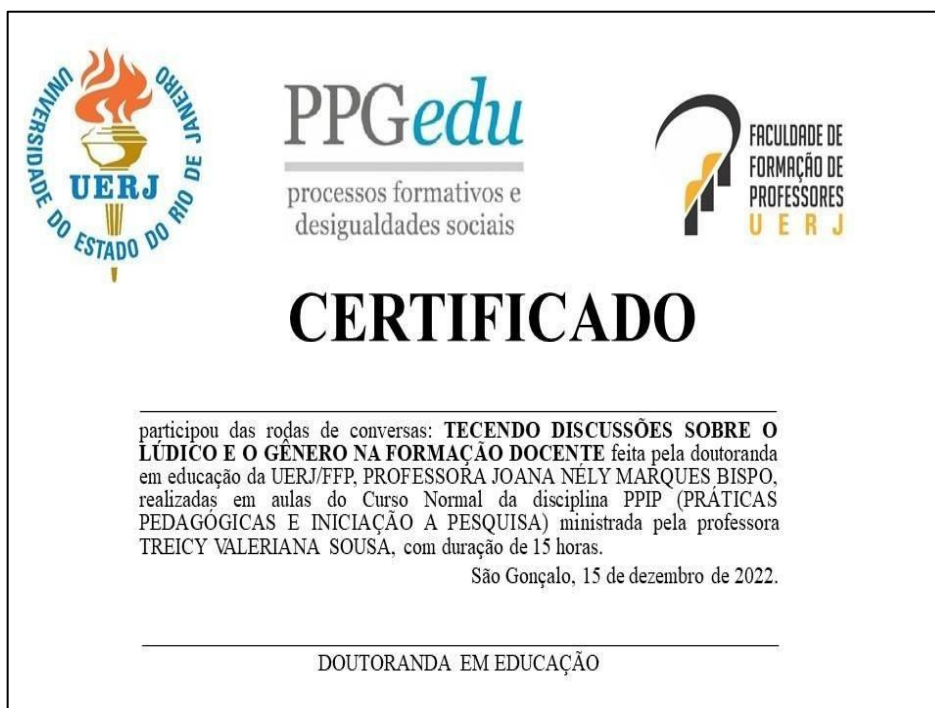 UNIVERSIDADE DO ESTADO DO RIO DE JANEIRO
UERJ
PPGedu
processos formativos e
desigualdades sociais
FACULDADE DE
FORMAÇÃO DE
PROFESSORES
UERJ
CERTIFICADO
participou das rodas de conversas: TECENDO DISCUSSÕES SOBRE O
LÚDICO E O GÊNERO NA FORMAÇÃO DOCENTE feita pela doutoranda
em educação da UERJ/FFP, PROFESSORA JOANA NÉLY MARQUES BISPO,
realizadas em aulas do Curso Normal da disciplina PPIP (PRÁTICAS
PEDAGÓGICAS E INICIAÇÃO A PESQUISA) ministrada pela professora
TREICY VALERIANA SOUSA, com duração de 15 horas.
São Gonçalo, 15 de dezembro de 2022.
DOUTORANDA EM EDUCAÇÃO